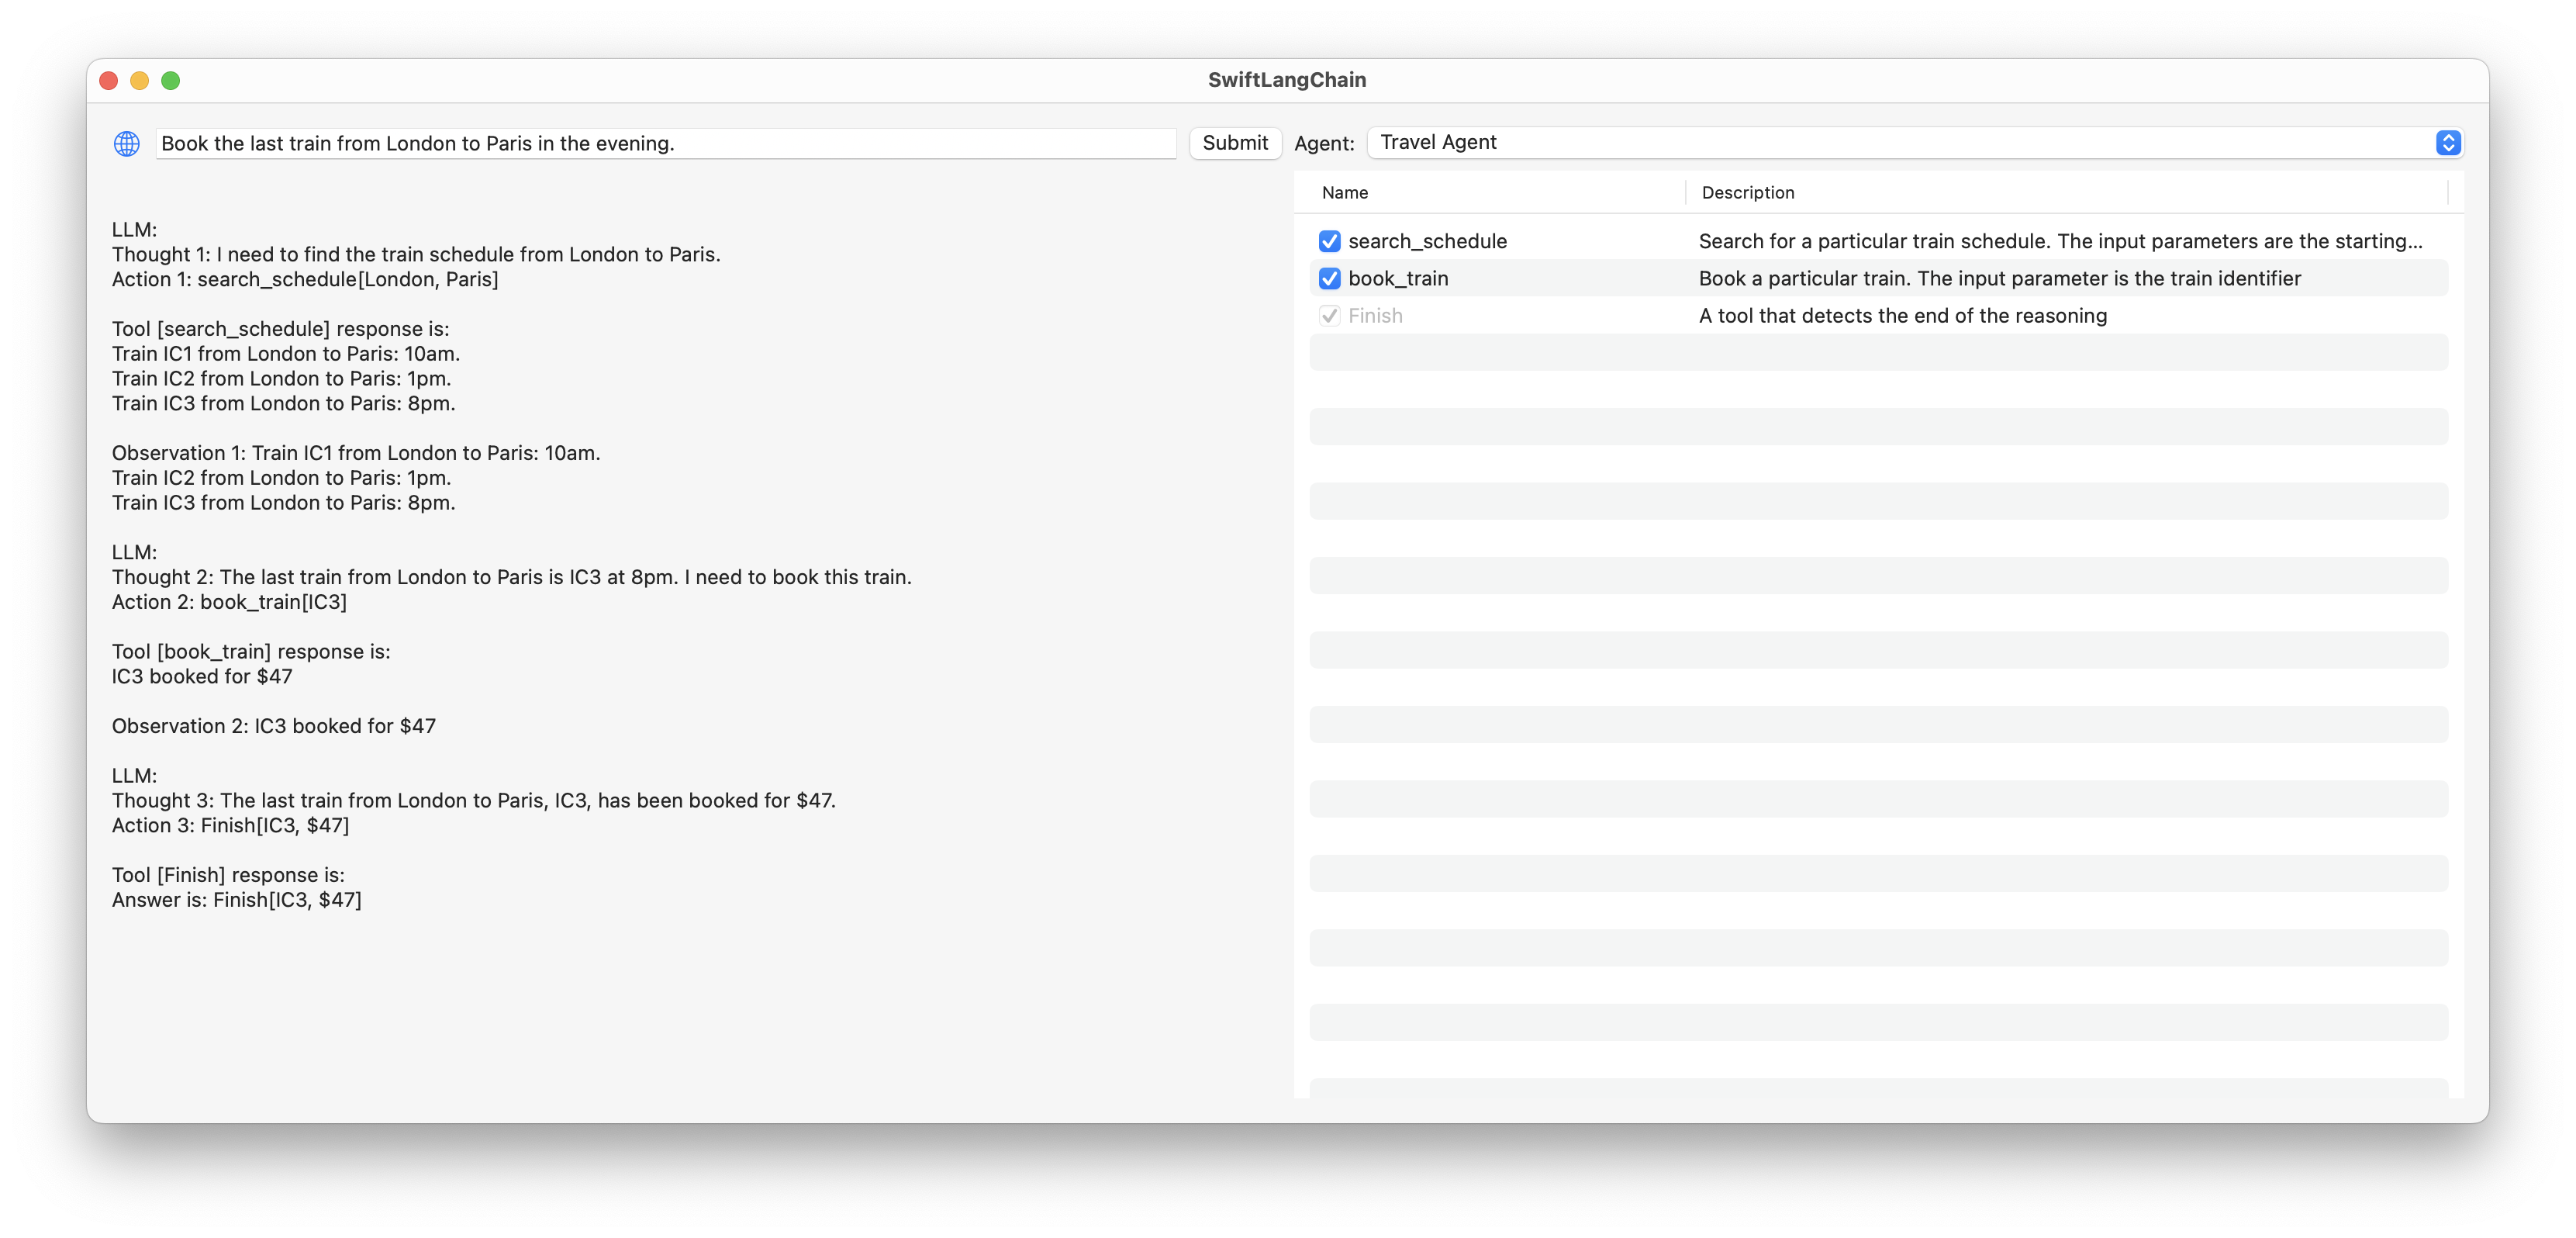 SwiftLangChain
Book the last train from London to Paris in the evening.
Submit
Agent:
Travel Agent
LLM:
Thought 1: I need to find the train schedule from London to Paris.
Action 1: search_schedule[London, Paris]
Tool [search_schedule] response is:
Train IC1 from London to Paris: 10am.
Train IC2 from London to Paris: 1pm.
Train IC3 from London to Paris: 8pm.
Observation 1: Train IC1 from London to Paris: 10am.
Train IC2 from London to Paris: 1pm.
Train IC3 from London to Paris: 8pm.
LLM:
Thought 2: The last train from London to Paris is IC3 at 8pm. I need to book this train.
Action 2: book_train[IC3]
Tool [book_train] response is:
IC3 booked for $47
Observation 2: IC3 booked for $47
LLM:
Thought 3: The last train from London to Paris, IC3, has been booked for $47.
Action 3: Finish[IC3, $47]
Tool [Finish] response is:
Answer is: Finish[IC3, $47]
Name Description
search_schedule Search for a particular train schedule. The input parameters are the starting...
book_train Book a particular train. The input parameter is the train identifier
Finish A tool that detects the end of the reasoning